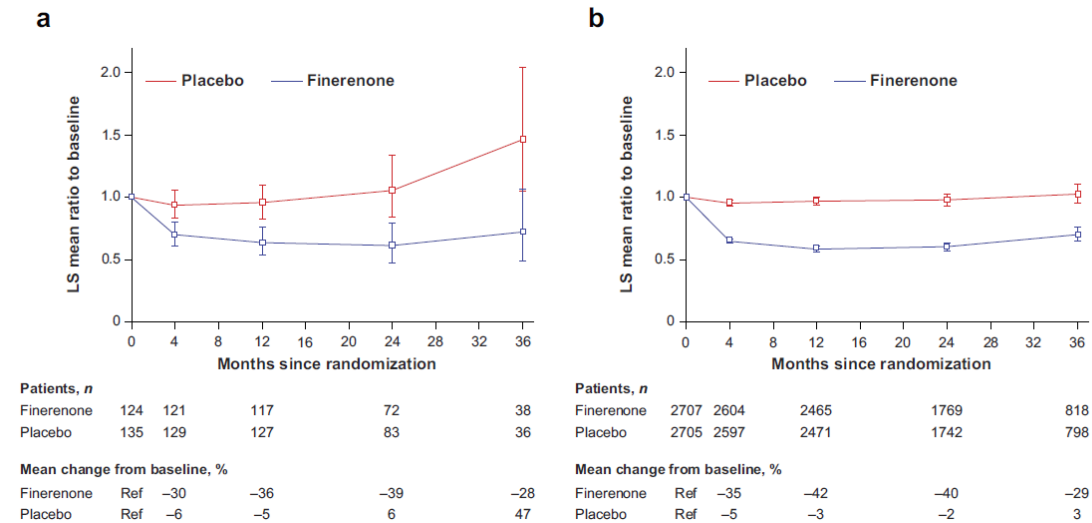 a
2.0
1.5
1.0
0.5
0
LS mean ratio to baseline
Placebo Finerenone
0 4 8 12 16 20 24 28 32 36
Months since randomization
Patients, n
Finerenone 124 121 117 72 38
Placebo 135 129 127 83 36
Mean change from baseline, %
Finerenone Ref –30 –36 –39 –28
Placebo Ref –6 –5 6 47
b
2.0
1.5
1.0
0.5
0
LS mean ratio to baseline
Placebo Finerenone
0 4 8 12 16 20 24 28 32 36
Months since randomization
Patients, n
Finerenone 2707 2604 2465 1769 818
Placebo 2705 2597 2471 1742 798
Mean change from baseline, %
Finerenone Ref –35 –42 –40 –29
Placebo Ref –5 –3 –2 3